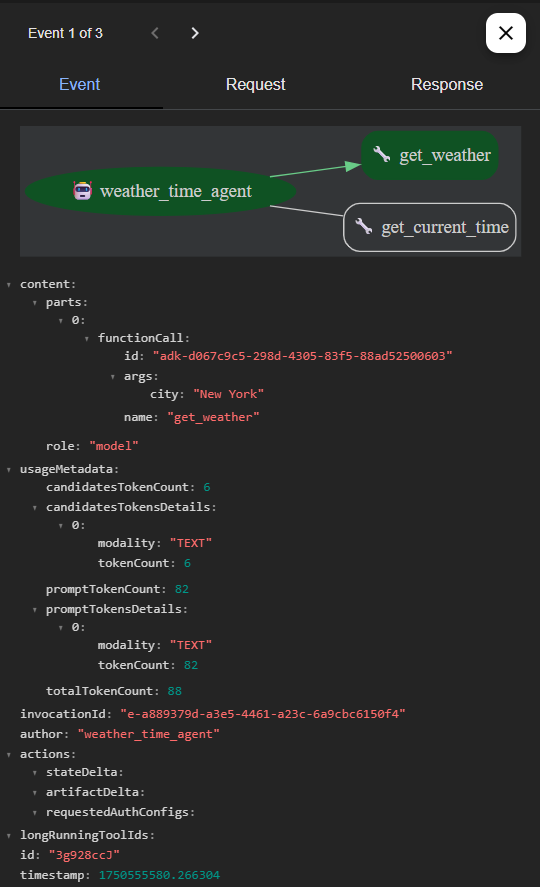 Event 1 of 3
Event Request Response
get_weather
weather_time_agent
get_current_time
content:
parts:
0:
functionCall:
id: "adk-d067c9c5-298d-4305-83f5-88ad52500603"
args:
city: "New York"
name: "get_weather"
role: "model"
usageMetadata:
candidatesTokenCount: 6
candidatesTokensDetails:
0:
modality: "TEXT"
tokenCount: 6
promptTokenCount: 82
promptTokensDetails:
0:
modality: "TEXT"
tokenCount: 82
totalTokenCount: 88
invocationId: "e-a889379d-a3e5-4461-a23c-6a9cbc6150f4"
author: "weather_time_agent"
actions:
stateDelta:
artifactDelta:
requestedAuthConfigs:
longRunningToolIds:
id: "3g928ccJ"
timestamp: 1750555580.266304